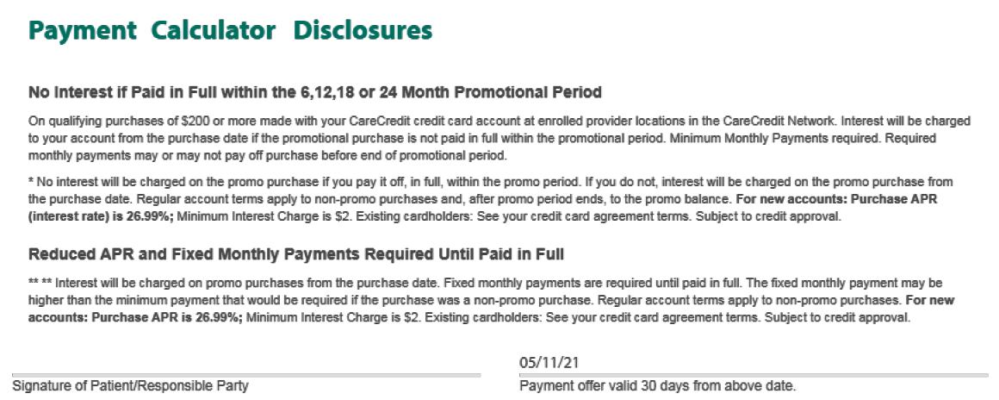 Payment Calculator Disclosures
No Interest if Paid in Full within the 6,12,18 or 24 Month Promotional Period
On qualifying purchases of $200 or more made with your CareCredit credit card account at enrolled provider locations in the CareCredit Network. Interest will be charged
to your account from the purchase date if the promotional purchase is not paid in full within the promotional period. Minimum Monthly Payments required. Required
monthly payments may or may not pay off purchase before end of promotional period.
* No interest will be charged on the promo purchase if you pay it off, in full, within the promo period. If you do not, interest will be charged on the promo purchase from
the purchase date. Regular account terms apply to non-promo purchases and, after promo period ends, to the promo balance. For new accounts: Purchase APR
(interest rate) is 26.99%; Minimum Interest Charge is $2. Existing cardholders: See your credit card agreement terms. Subject to credit approval.
Reduced APR and Fixed Monthly Payments Required Until Paid in Full
** ** Interest will be charged on promo purchases from the purchase date. Fixed monthly payments are required until paid in full. The fixed monthly payment may be
higher than the minimum payment that would be required if the purchase was a non-promo purchase. Regular account terms apply to non-promo purchases. For new
accounts: Purchase APR is 26.99%; Minimum Interest Charge is $2. Existing cardholders: See your credit card agreement terms. Subject to credit approval.
05/11/21
Signature of Patient/Responsible Party
Payment offer valid 30 days from above date.